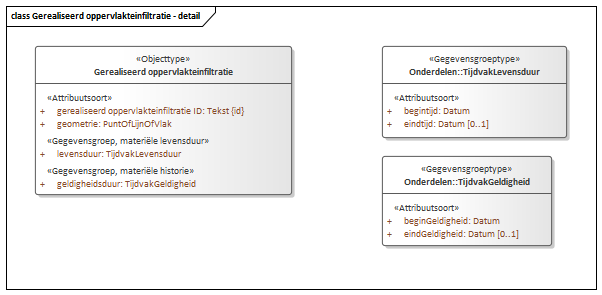 class Gerealiseerd oppervlakteinfiltratie - detail
«Objecttype»
Gerealiseerd oppervlakteinfiltratie
«Attribuutsoort»
+ gerealiseerd oppervlakteinfiltratie ID: Tekst {id}
+ geometrie: PuntOfLijnOfVlak
«Gegevensgroep, materiële levensduur»
+ levensduur: TijdvakLevensduur
«Gegevensgroep, materiële historie»
+ geldigheidsduur: TijdvakGeldigheid
«Gegevensgroeptype»
Onderdelen::TijdvakLevensduur
«Attribuutsoort»
+ begintijd: Datum
+ eindtijd: Datum [0..1]
«Gegevensgroeptype»
Onderdelen::TijdvakGeldigheid
«Attribuutsoort»
+ beginGeldigheid: Datum
+ eindGeldigheid: Datum [0..1]